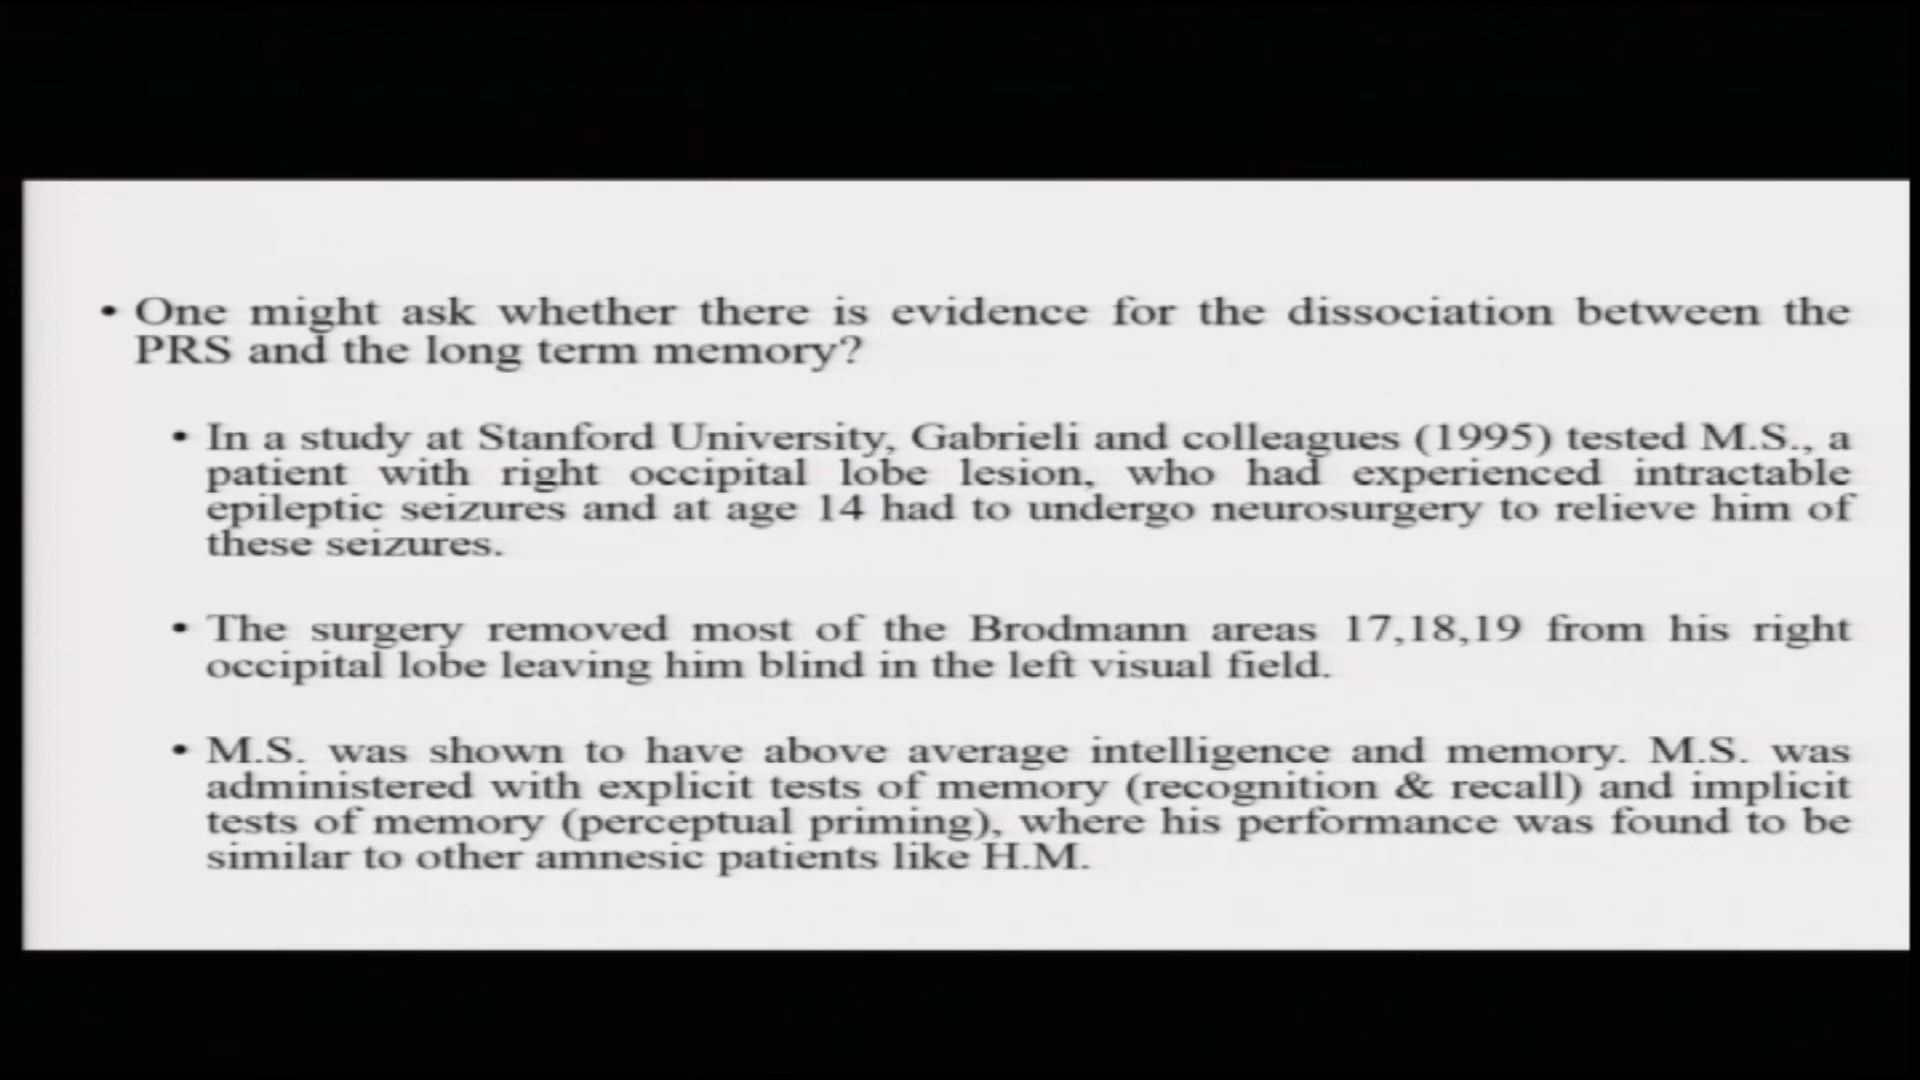 • One might ask whether there is evidence for the dissociation between the
PRS and the long term memory?
• In a study at Stanford University, Gabrieli and colleagues (1995) tested M.S., a
patient with right occipital lobe lesion, who had experienced intractable
epileptic seizures and at age 14 had to undergo neurosurgery to relieve him of
these seizures.
• The surgery removed most of the Brodmann areas 17,18,19 from his right
occipital lobe leaving him blind in the left visual field.
• M.S. was shown to have above average intelligence and memory. M.S. was
administered with explicit tests of memory (recognition & recall) and implicit
tests of memory (perceptual priming), where his performance was found to be
similar to other amnesic patients like H.M.